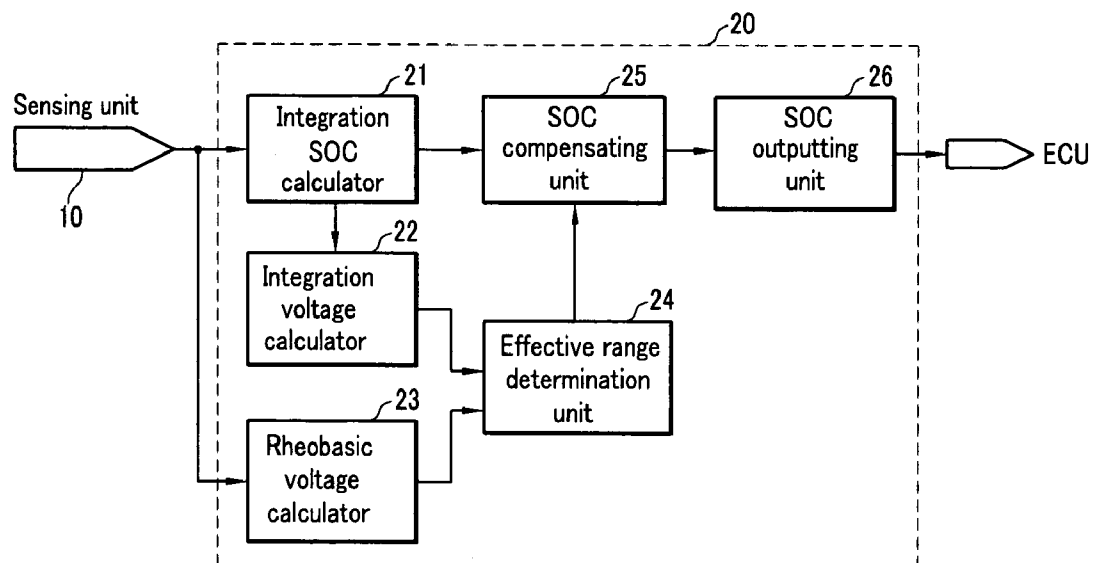 20
Sensing unit
10
21
Integration
SOC
calculator
25
SOC
compensating
unit
26
SOC
outputting
unit
ECU
22
Integration
voltage
calculator
24
Effective range
determination
unit
23
Rheobasic
voltage
calculator